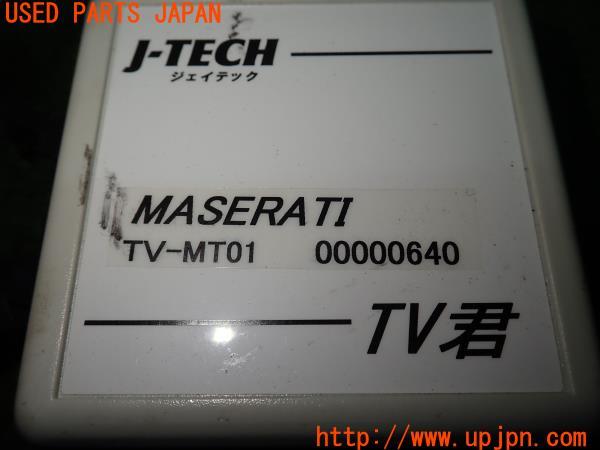 USED PARTS JAPAN
J-TECH
ジェイテック
MASERATI
TV-MT01 00000640
TV君
http://www.upjpn.com/